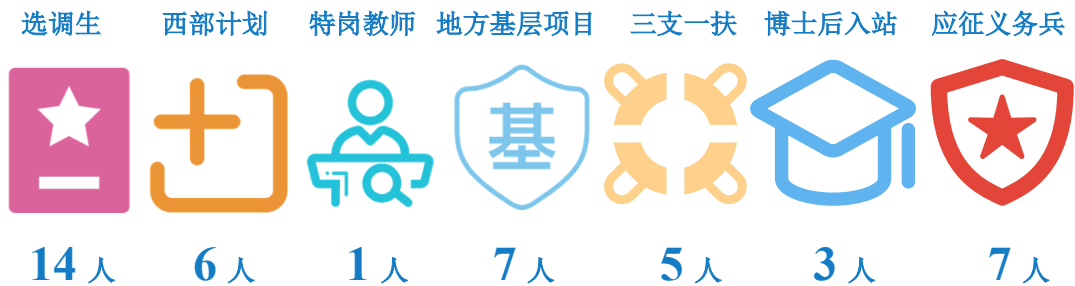 选调生 西部计划 特岗教师 地方基层项目 三支一扶 博士后入站 应征义务兵
基
14人 6人 1人 7人 5人 3人 7人